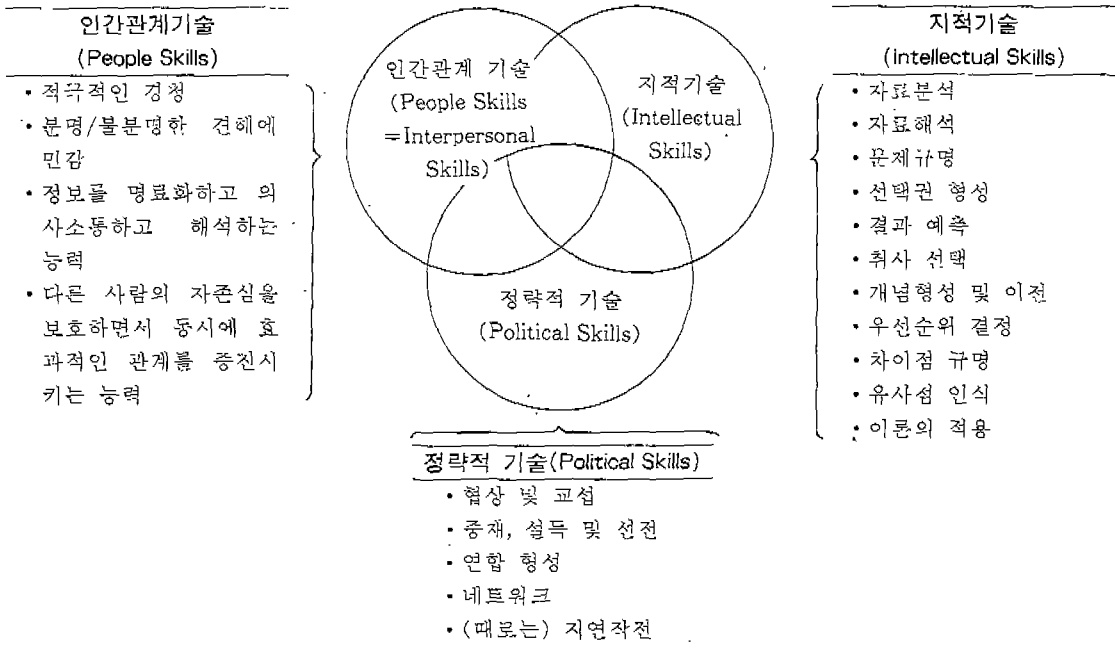 인간관계기술
(People Skills)
• 적극적인 경청
• 분명/불분명한 견해에
민감
• 정보를 명료화하고 의
사소통하고 해석하는
능력
• 다른 사람의 자존심을
보호하면서 동시에 효
과적인 관계를 증진시
키는 능력
인간관계 기술
(People Skills
=Interpersonal
Skills)
지적기술
(Intellectual
Skills)
정략적 기술
(Political Skills)
지적기술
(intellectual Skills)
• 자료분석
• 자료해석
• 문제규명
• 선택권 형성
• 결과 예측
• 취사 선택
• 개념형성 및 이전
• 우선순위 결정
• 차이점 규명
• 유사점 인식
• 이론의 적용
정략적 기술(Political Skills)
• 협상 및 교섭
• 중재, 설득 및 선전
• 연합 형성
• 네트워크
• (때로는) 지연작전